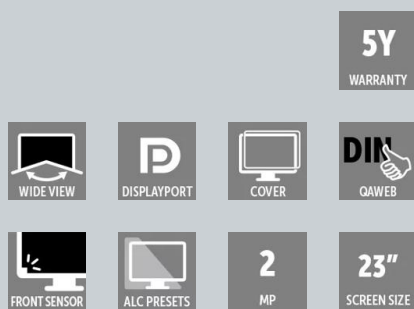 5Y
WARRANTY
WIDE VIEW
DISPLAYPORT
COVER
DIN
QAWEB
FRONT SENSOR
ALC PRESETS
2
MP
23"
SCREEN SIZE